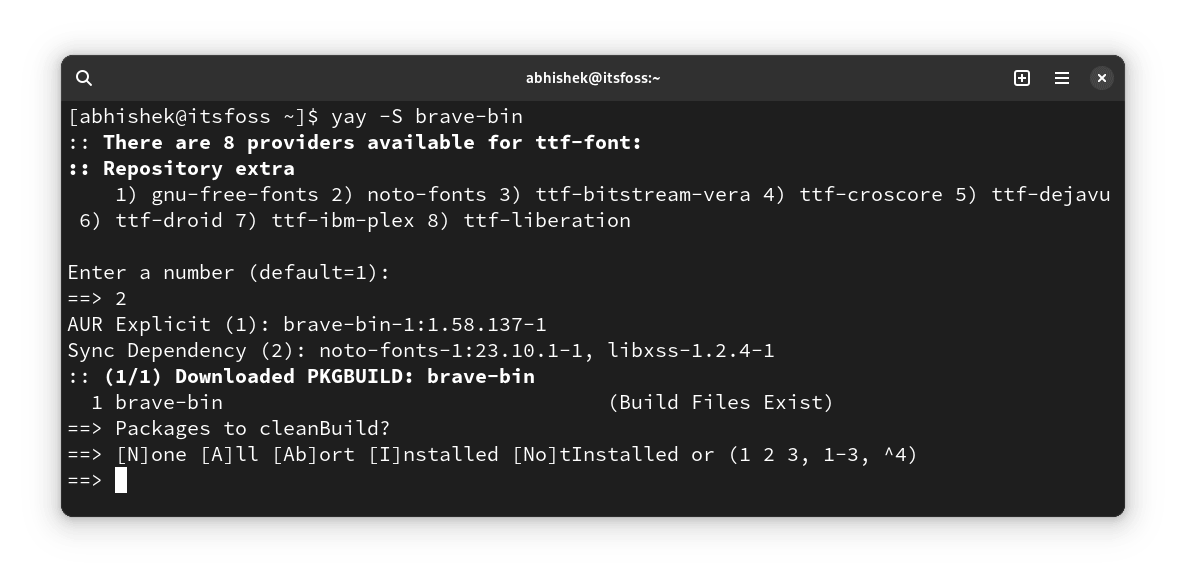 abhishek@itsfoss:~
[abhishek@itsfoss ~]$ yay -S brave-bin
:: There are 8 providers available for ttf-font:
:: Repository extra
    1) gnu-free-fonts 2) noto-fonts 3) ttf-bitstream-vera 4) ttf-croscore 5) ttf-dejavu
 6) ttf-droid 7) ttf-ibm-plex 8) ttf-liberation
Enter a number (default=1):
==> 2
AUR Explicit (1): brave-bin-1:1.58.137-1
Sync Dependency (2): noto-fonts-1:23.10.1-1, libxss-1.2.4-1
:: (1/1) Downloaded PKGBUILD: brave-bin
  1 brave-bin                                (Build Files Exist)
==> Packages to cleanBuild?
==> [N]one [A]ll [Ab]ort [I]nstalled [No]tInstalled or (1 2 3, 1-3, ^4)
==>